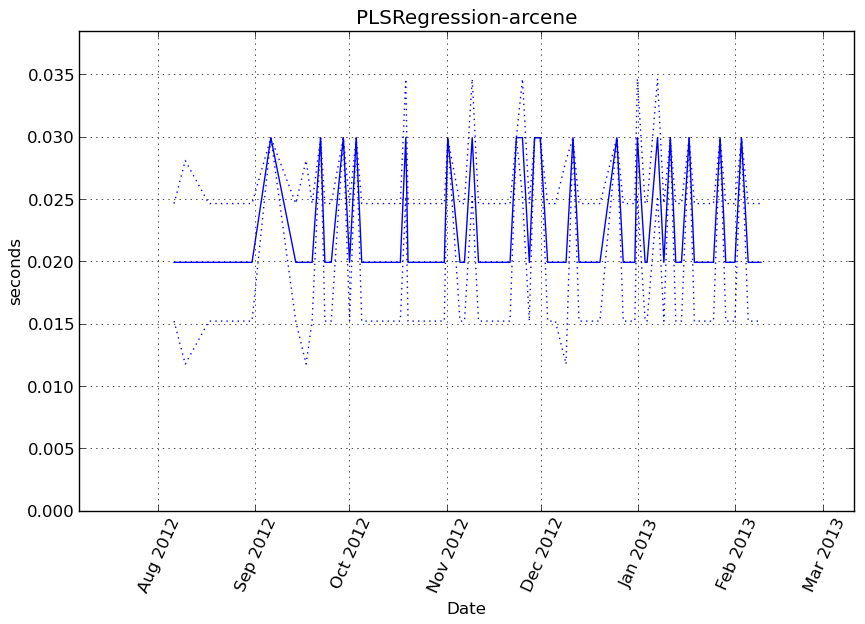 PLSRegression-arcene
0.035
0.030
0.025
0.020
0.015
0.010
0.005
0.000
seconds
Aug 2012
Sep 2012
Oct 2012
Nov 2012
Dec 2012
Jan 2013
Feb 2013
Mar 2013
Date